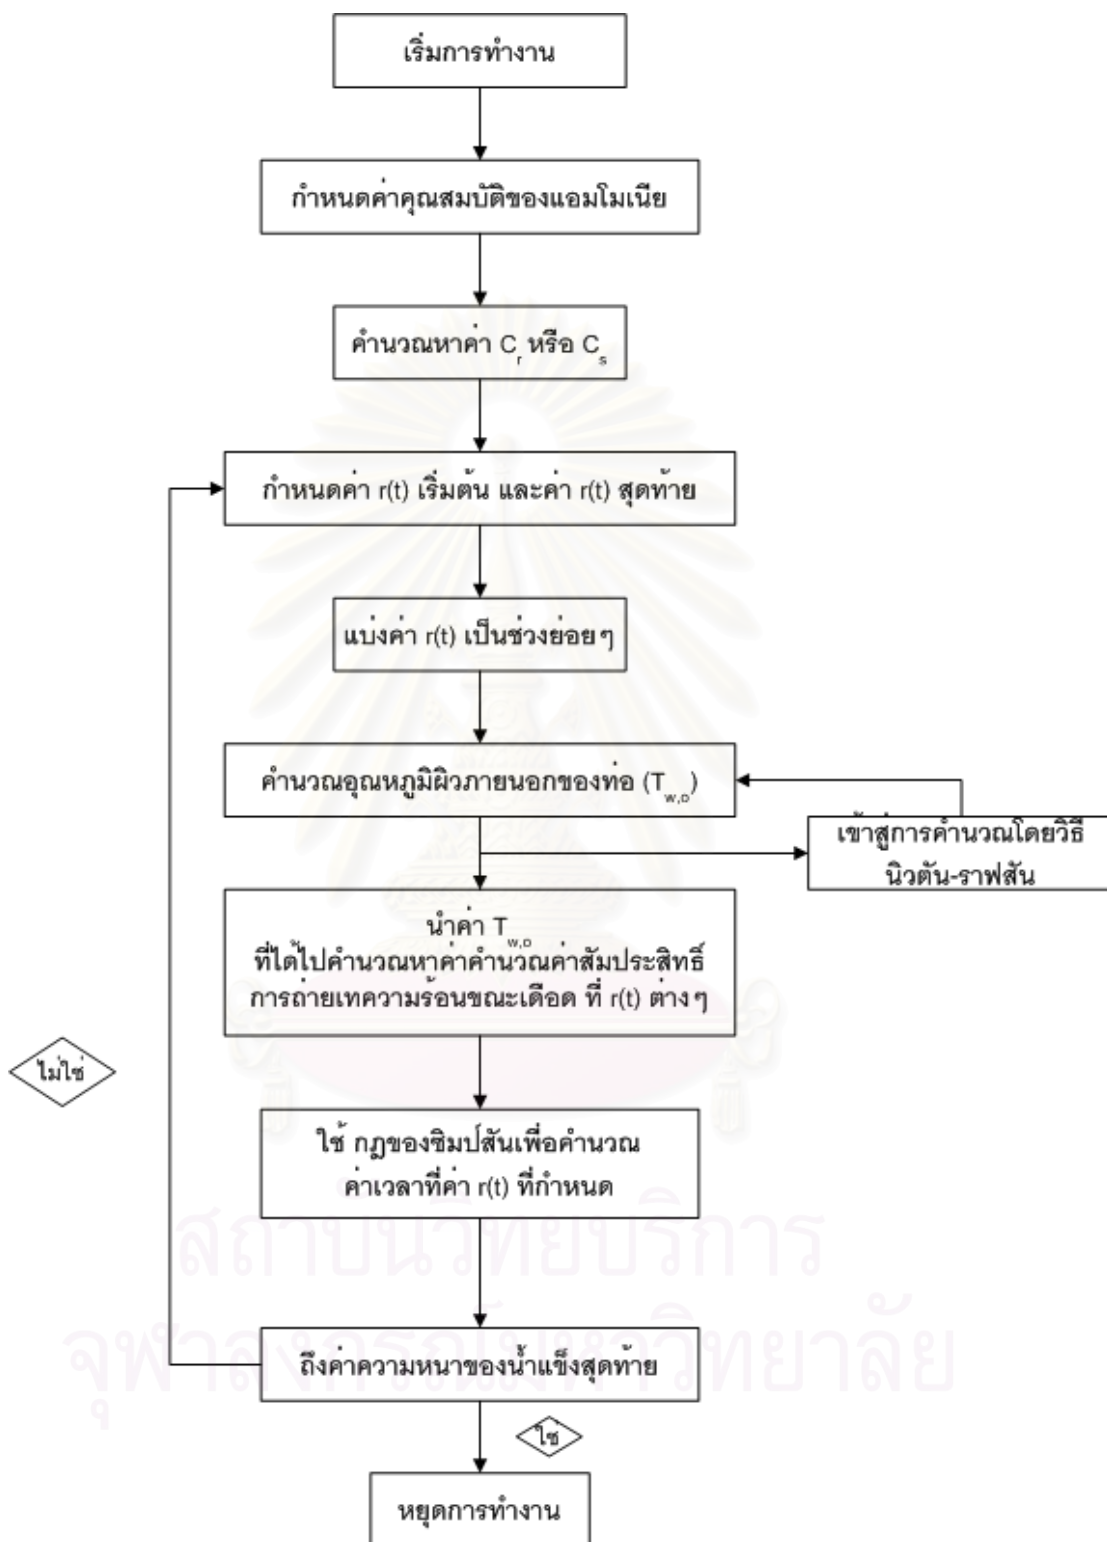 เริ่มการทำงาน
กำหนดค่าคุณสมบัติของแอมโมเนีย
คำนวณหาค่า C_r หรือ C_s
กำหนดค่า r(t) เริ่มต้น และค่า r(t) สุดท้าย
แบ่งค่า r(t) เป็นช่วงย่อยๆ
คำนวณอุณหภูมิผิวภายนอกของท่อ (T_w,o)
เข้าสู่การคำนวณโดยวิธี
นิวตัน-ราฟสัน
นำค่า T_w,o
ที่ได้ไปคำนวณหาค่าคำนวณค่าสัมประสิทธิ์
การถ่ายเทความร้อนขณะเดือด ที่ r(t) ต่างๆ
ไม่ใช่
ใช้ กฎของซิมป์สันเพื่อคำนวณ
ค่าเวลาที่ค่า r(t) ที่กำหนด
สถาบันวิทยบริการ
จุฬาลงกรณ์มหาวิทยาลัย
ถึงค่าความหนาของน้ำแข็งสุดท้าย
ใช่
หยุดการทำงาน